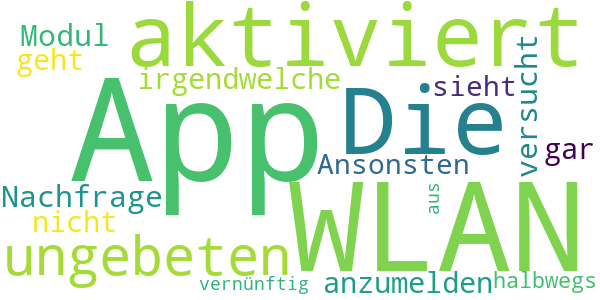 Modul
aktiviert
geht
irgendwelche
App
Die
sieht
versucht
gar
Ansonsten
Nachfrage
WLAN
aus
nicht
ungebeten
vernünftig
anzumelden
halbwegs